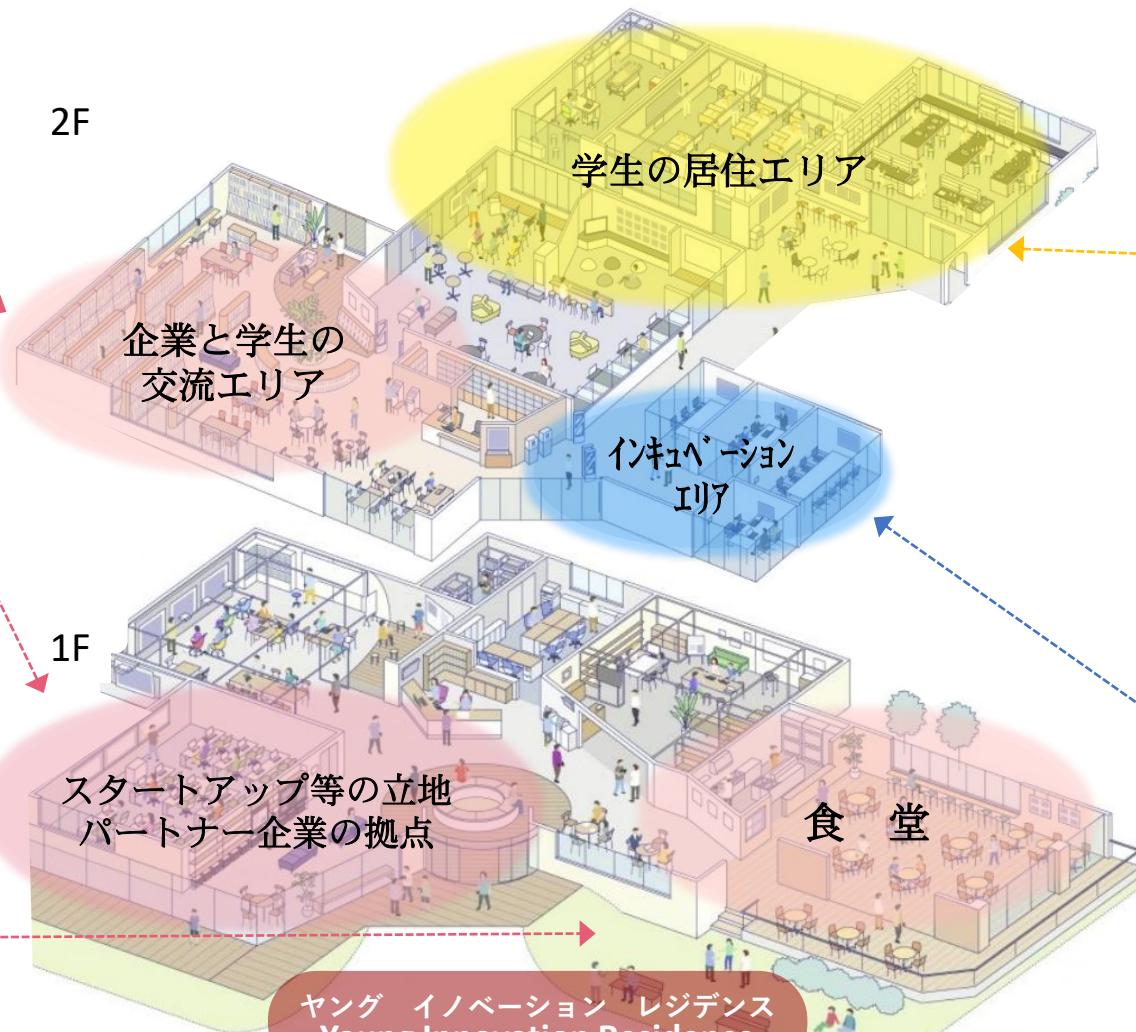 2F
学生の居住エリア
企業と学生の
交流エリア
インキュベーション
エリア
1F
スタートアップ等の立地
パートナー企業の拠点
食　堂
ヤング　イノベーション　レジデンス
Young Innovation Residence